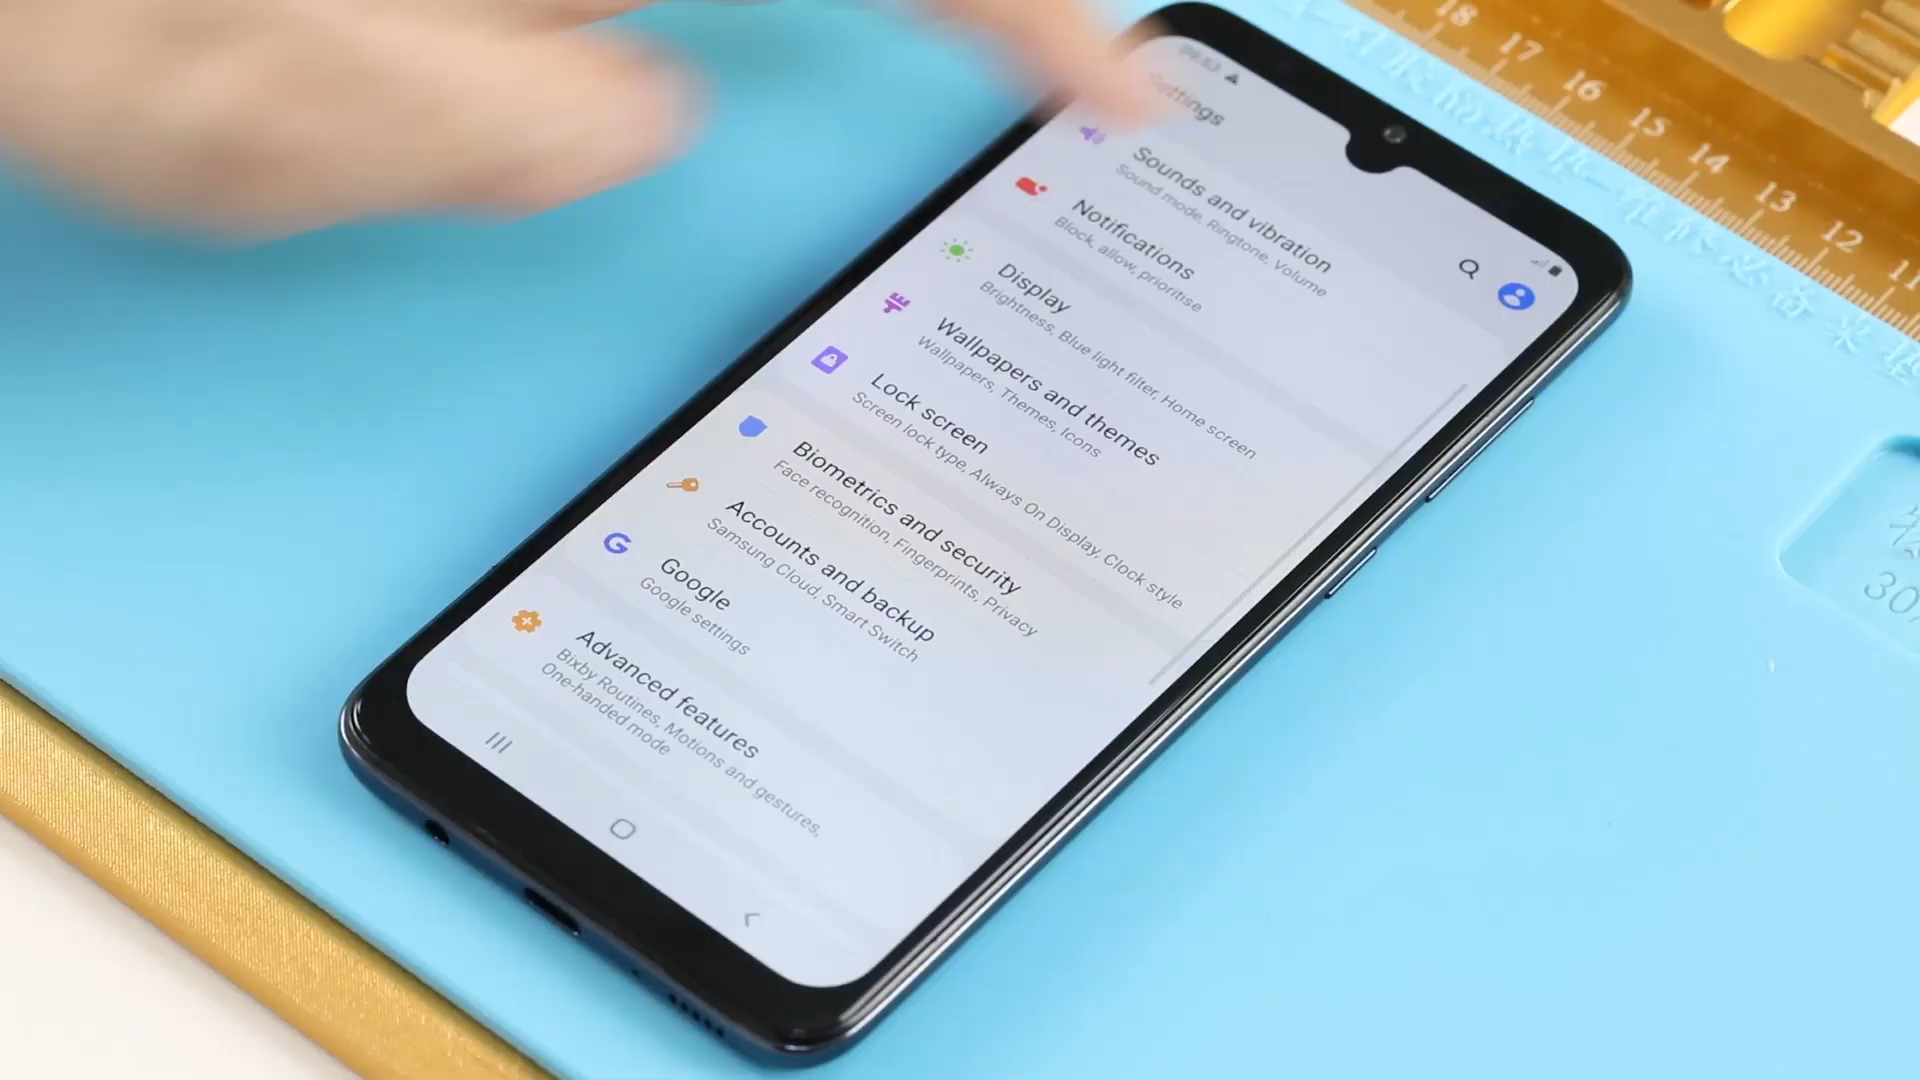 Settings
Sounds and vibration
Sound mode, Ringtone, Volume
Notifications
Block, allow, prioritise
Display
Brightness, Blue light filter, Home screen
Wallpapers and themes
Wallpapers, Themes, Icons
Lock screen
Screen lock type, Always On Display, Clock style
Biometrics and security
Face recognition, Fingerprints, Privacy
Accounts and backup
Samsung Cloud, Smart Switch
Google
Google settings
Advanced features
Bixby Routines, Motions and gestures,
One-handed mode
18 17 16 15 14 13 12 11